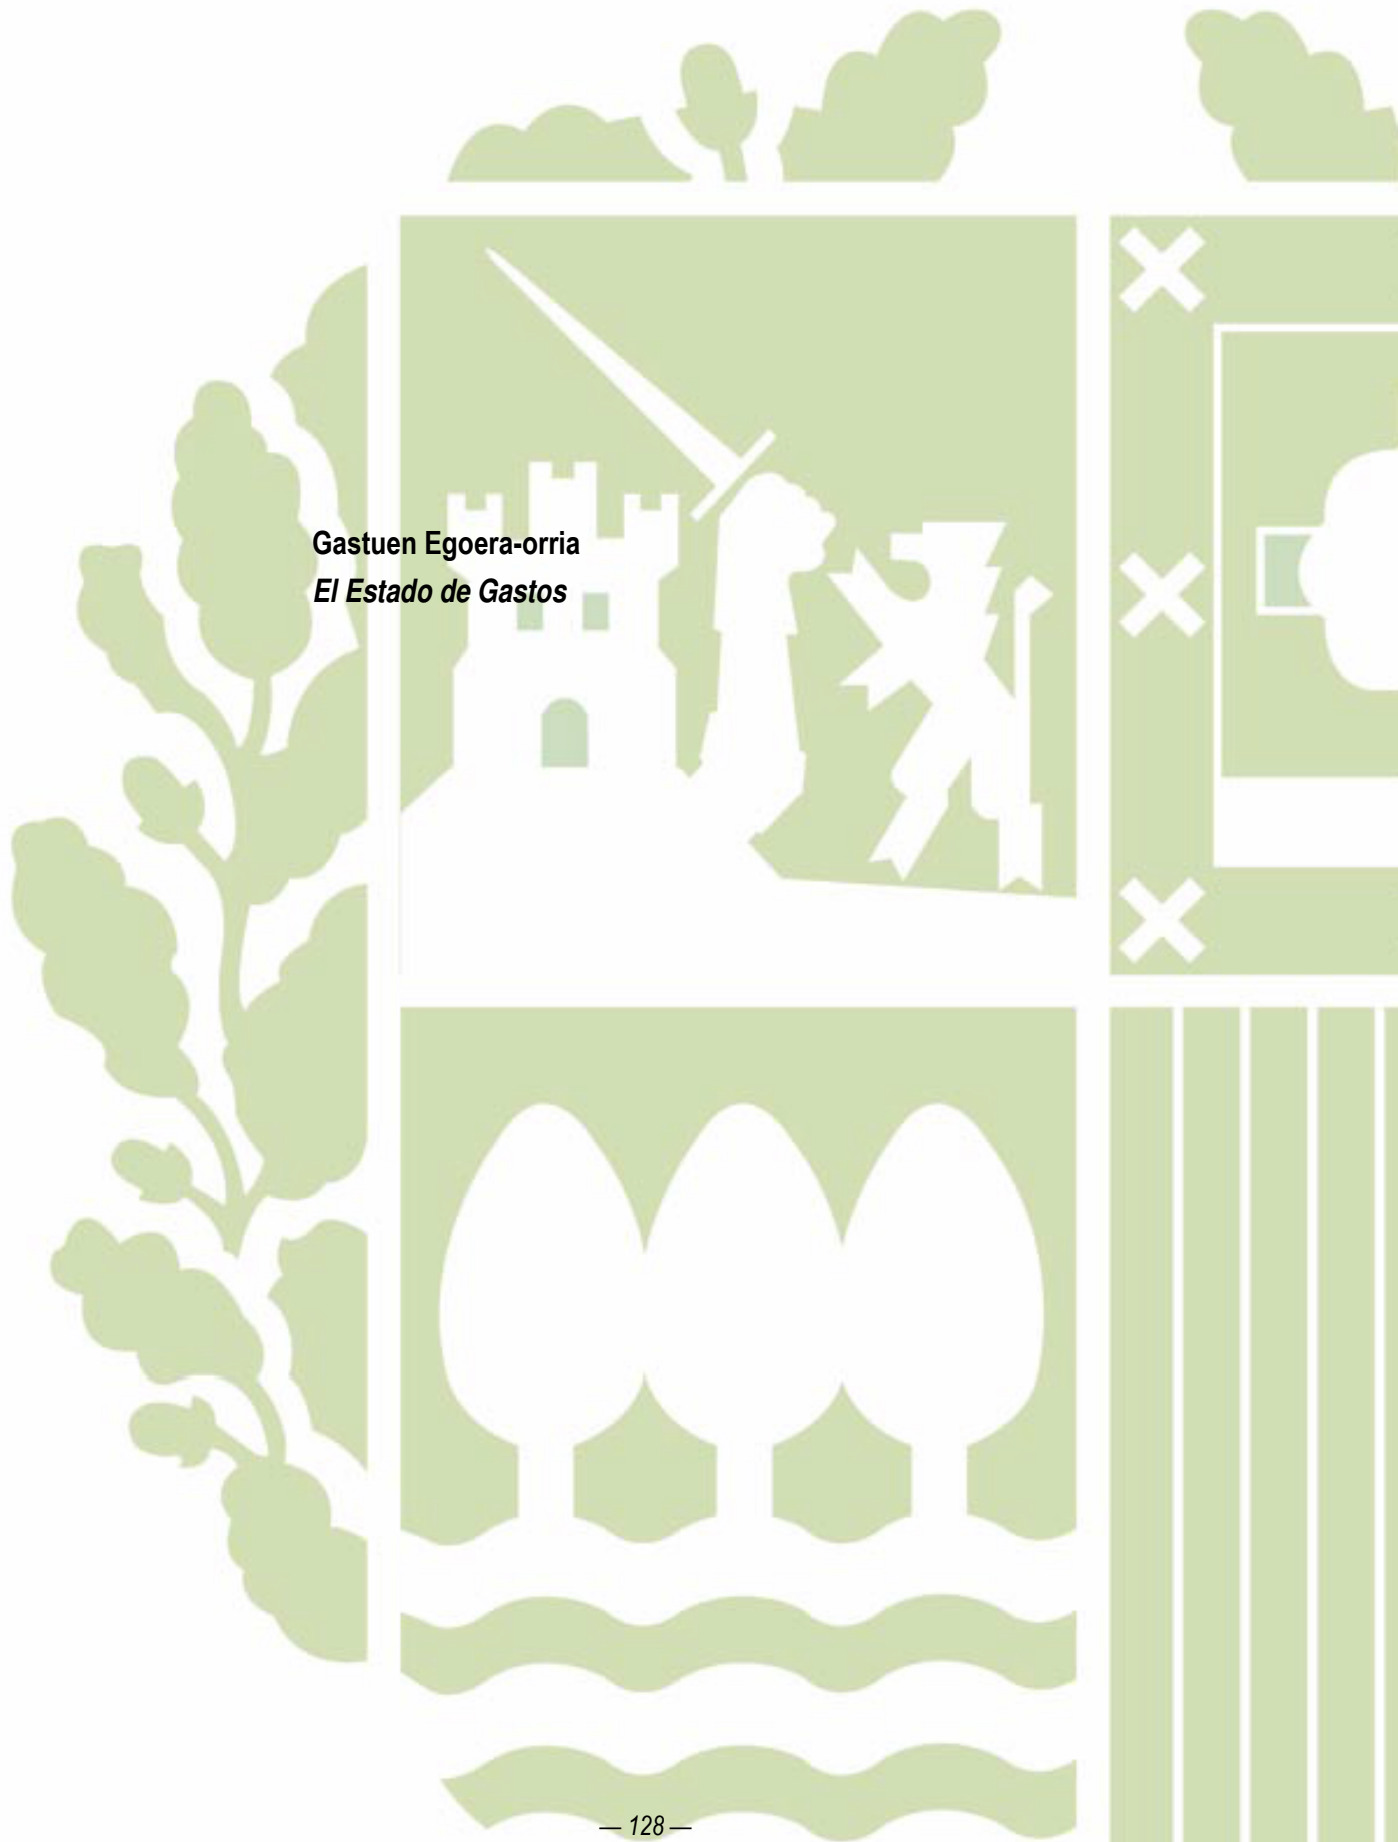 Gastuen Egoera-orria
El Estado de Gastos
— 128 —